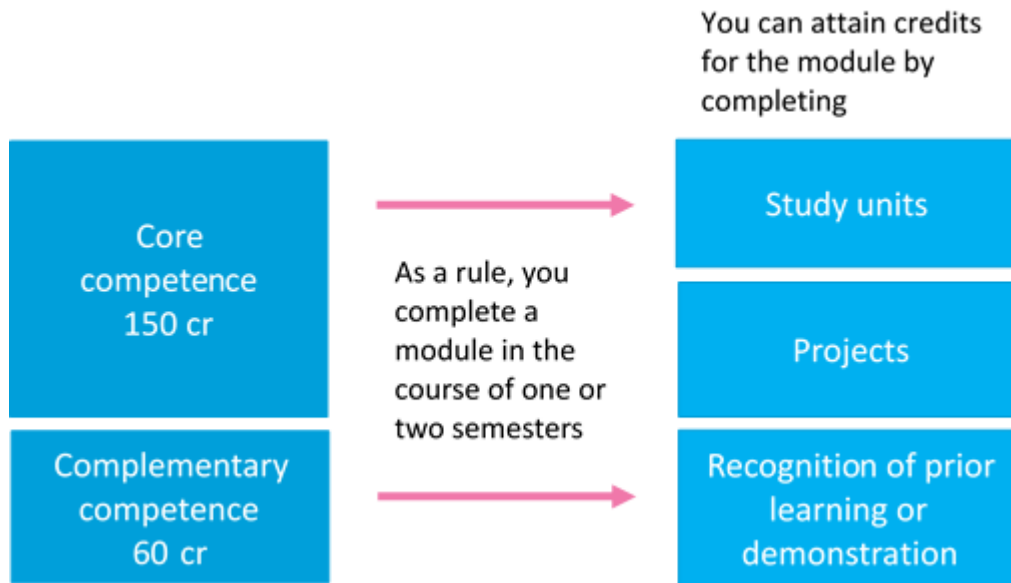 You can attain credits
for the module by
completing
Core
competence
150 cr
Complementary
competence
60 cr
As a rule, you
complete a
module in the
course of one or
two semesters
Study units
Projects
Recognition of prior
learning or
demonstration